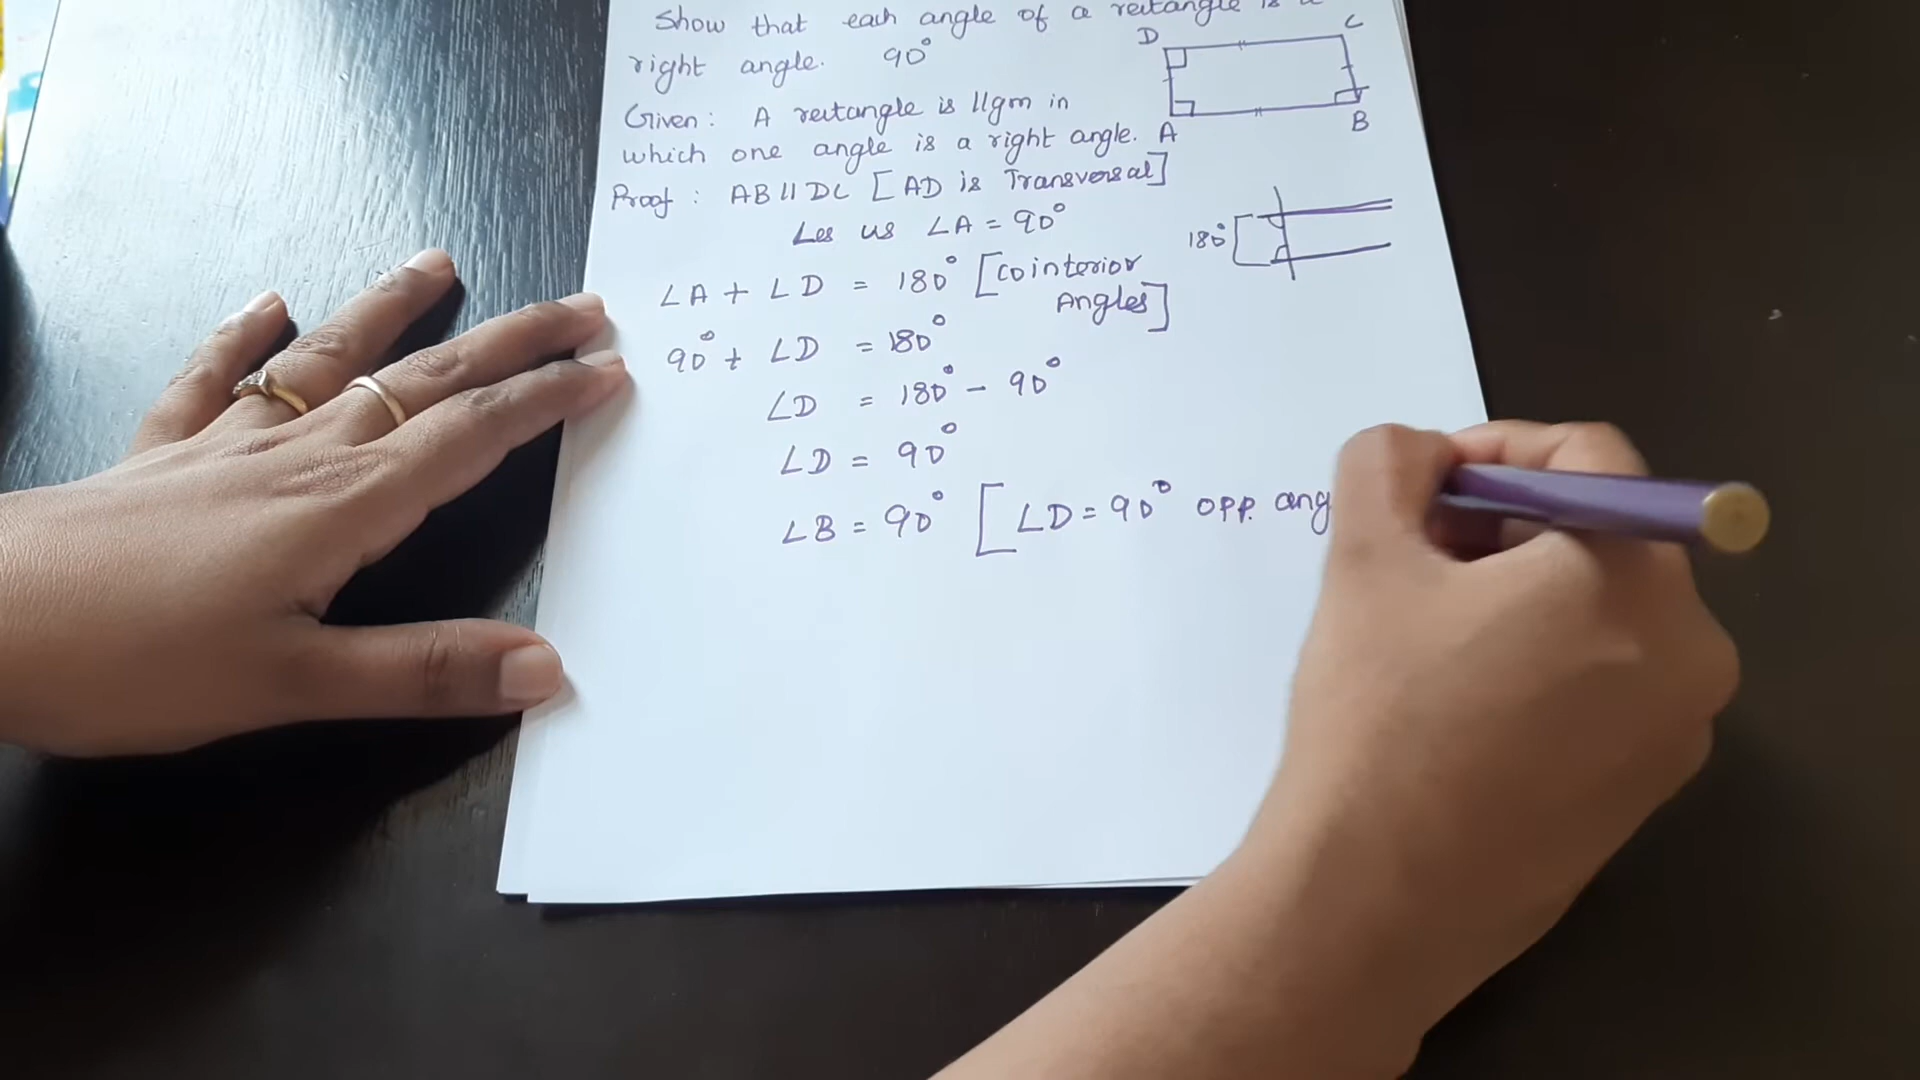 Show that each angle of a rectangle is a
right angle. 90°
Given: A rectangle is llgm in
which one angle is a right angle.
Proof: AB ll DC [AD is Transversal]
Les us ∠A = 90°
∠A + ∠D = 180° [cointerior
Angles]
90° + ∠D = 180°
∠D = 180° - 90°
∠D = 90°
∠B = 90° [∠D = 90° opp. ang
D C
A B
180°